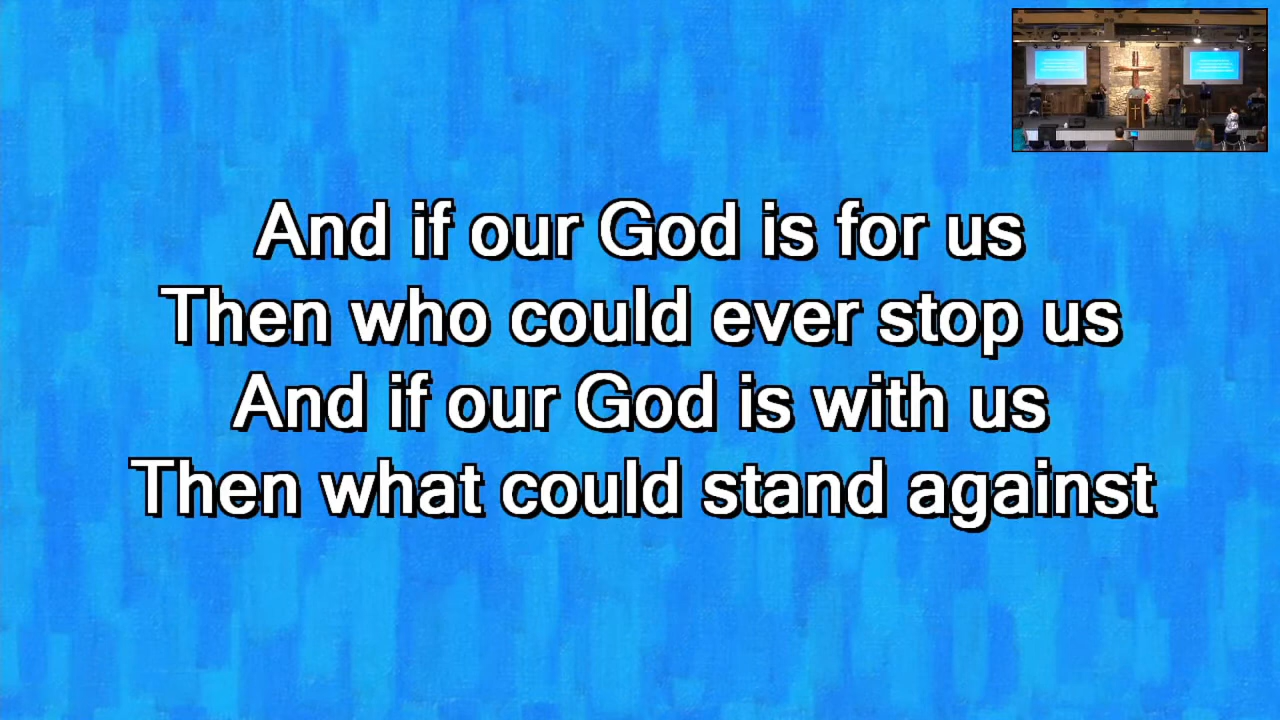 And if our God is for us
Then who could ever stop us
And if our God is with us
Then what could stand against